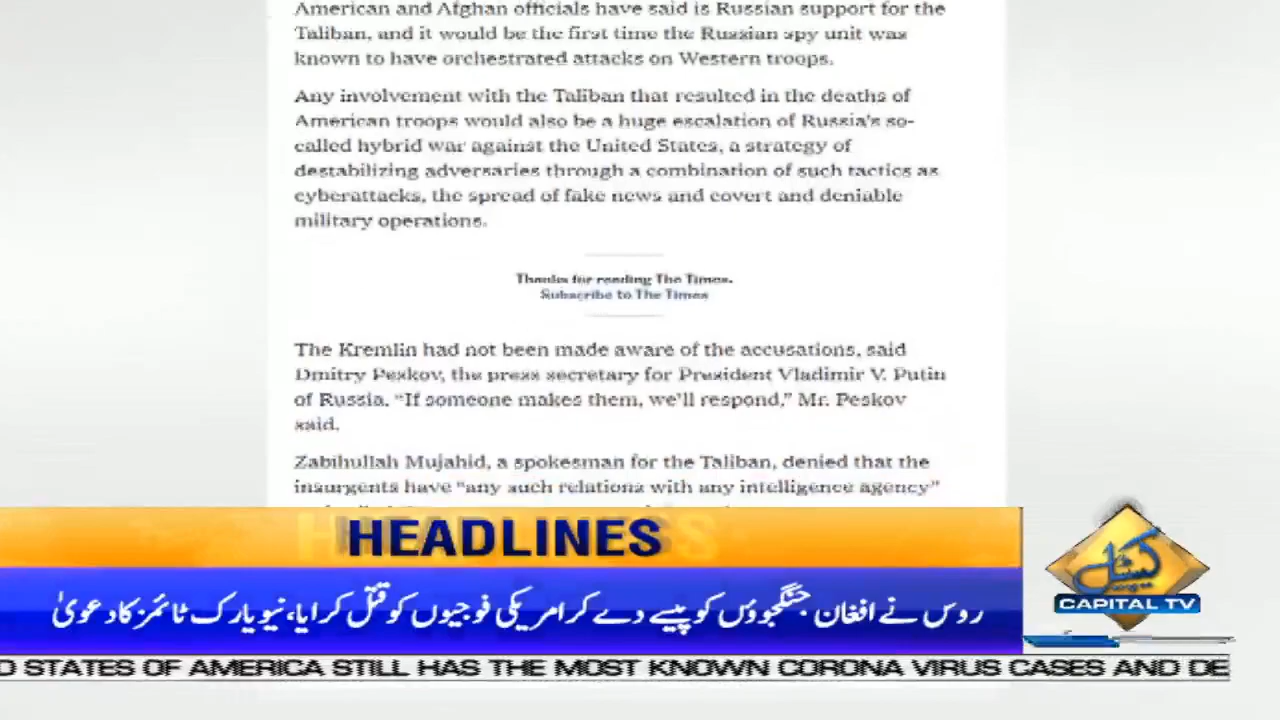 American and Afghan officials have said is Russian support for the
Taliban, and it would be the first time the Russian spy unit was
known to have orchestrated attacks on Western troops.
Any involvement with the Taliban that resulted in the deaths of
American troops would also be a huge escalation of Russia's so-
called hybrid war against the United States, a strategy of
destabilizing adversaries through a combination of such tactics as
cyberattacks, the spread of fake news and covert and deniable
military operations.
Thanks for reading The Times.
Subscribe to The Times
The Kremlin had not been made aware of the accusations, said
Dmitry Peskov, the press secretary for President Vladimir V. Putin
of Russia. “If someone makes them, we'll respond,” Mr. Peskov
said.
Zabihullah Mujahid, a spokesman for the Taliban, denied that the
insurgents have “any such relations with any intelligence agency”
HEADLINES
روس نے افغان جنگجوؤں کو پیسے دے کر امریکی فوجیوں کو قتل کرایا، نیویارک ٹائمز کا دعویٰ
کیپیٹل
CAPITAL TV
D STATES OF AMERICA STILL HAS THE MOST KNOWN CORONA VIRUS CASES AND DE